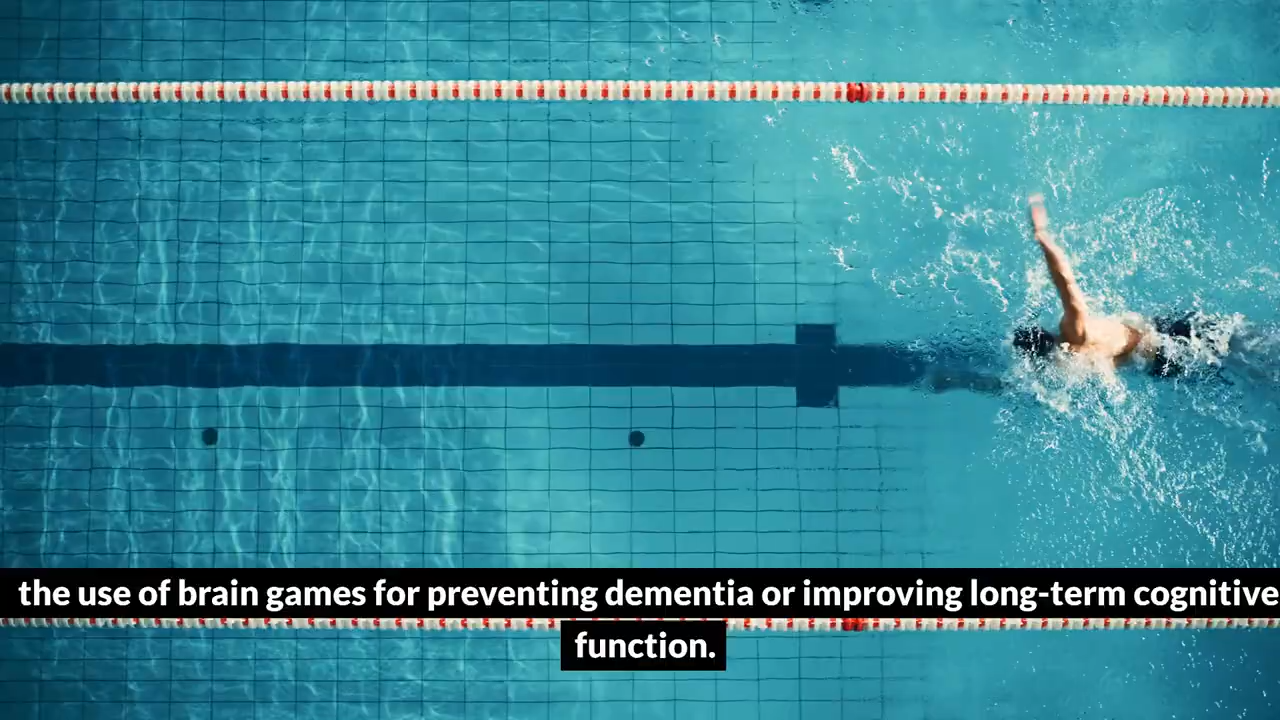 the use of brain games for preventing dementia or improving long-term cognitive
function.